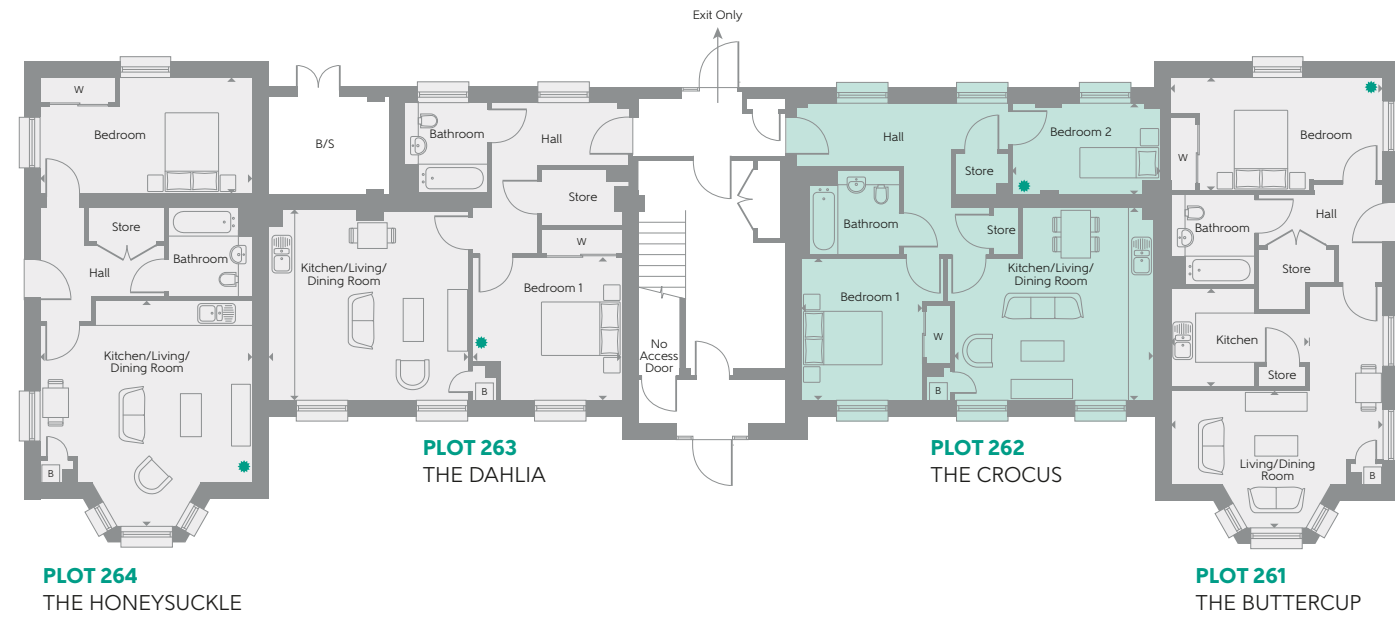 Exit Only
W
Bedroom
Store
Bathroom
Hall
Kitchen/Living/
Dining Room
B
PLOT 264
THE HONEYSUCKLE
B/S
Bathroom
Hall
Store
W
Kitchen/Living/
Dining Room
Bedroom 1
B
PLOT 263
THE DAHLIA
No
Access
Door
Hall
Bedroom 2
Store
Bathroom
Store
Kitchen/Living/
Dining Room
Bedroom 1
W
B
PLOT 262
THE CROCUS
Bedroom
W
Hall
Bathroom
Store
Kitchen
Store
Living/Dining
Room
B
PLOT 261
THE BUTTERCUP